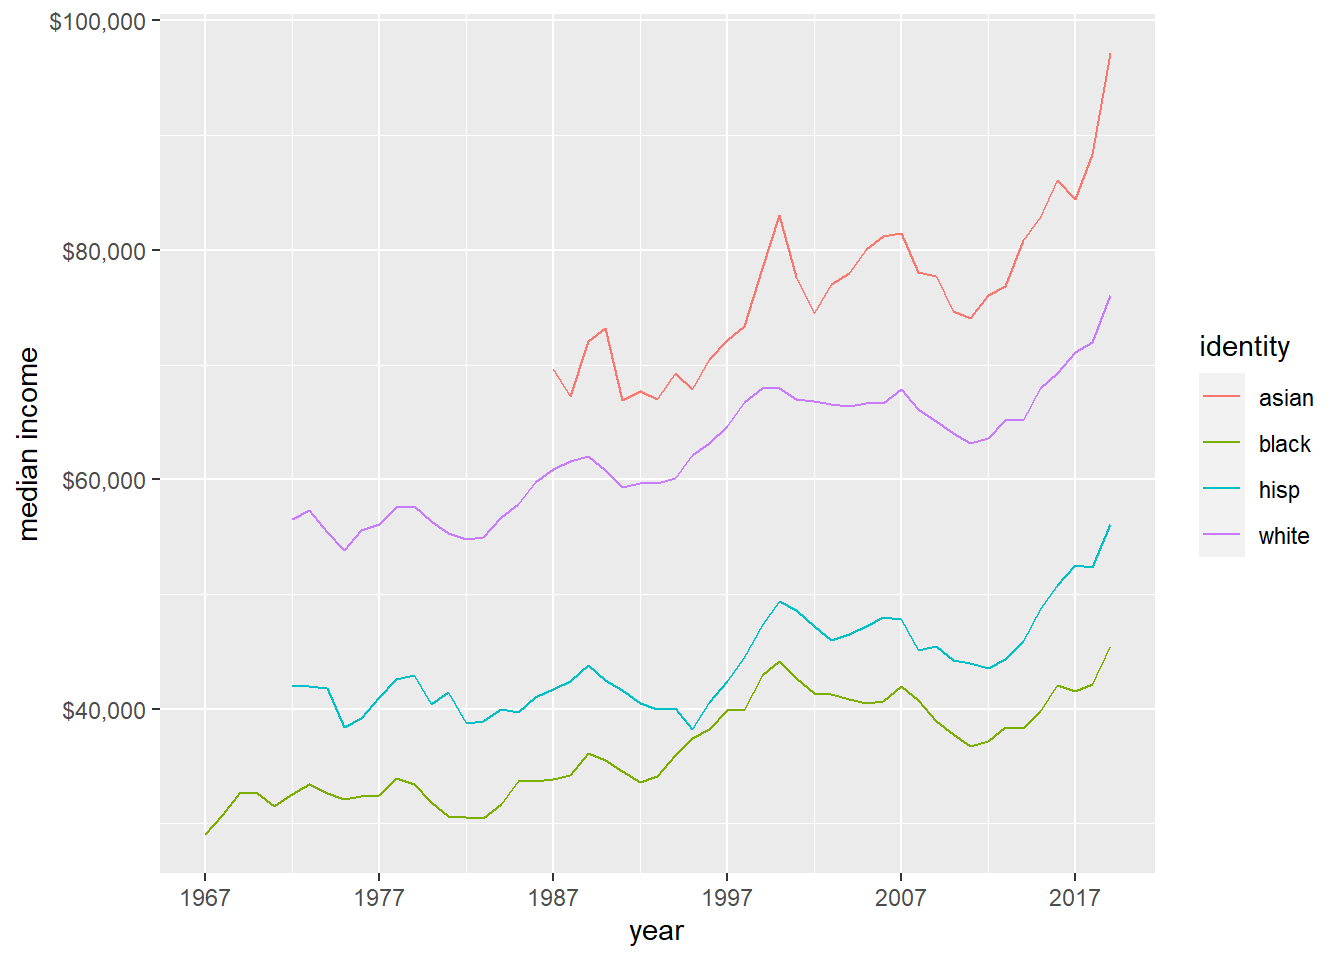 $100,000
$80,000
$60,000
$40,000
median income
1967 1977 1987 1997 2007 2017
year
identity
asian
black
hisp
white